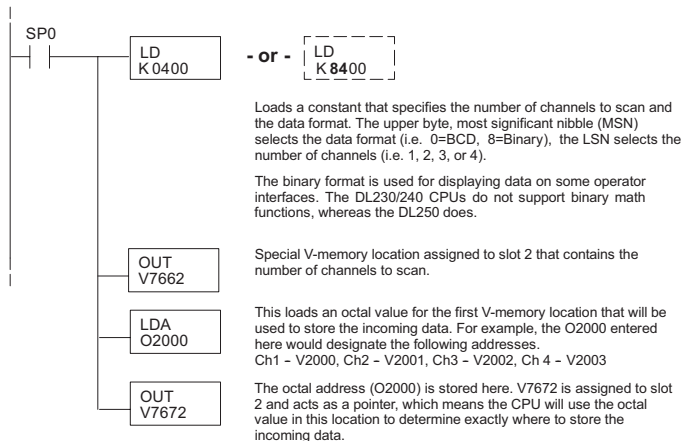 SP0
LD
K 0400
- or -
LD
K 8400
Loads a constant that specifies the number of channels to scan and
the data format. The upper byte, most significant nibble (MSN)
selects the data format (i.e. 0=BCD, 8=Binary), the LSN selects the
number of channels (i.e. 1, 2, 3, or 4).
The binary format is used for displaying data on some operator
interfaces. The DL230/240 CPUs do not support binary math
functions, whereas the DL250 does.
OUT
V7662
Special V-memory location assigned to slot 2 that contains the
number of channels to scan.
LDA
O2000
This loads an octal value for the first V-memory location that will be
used to store the incoming data. For example, the O2000 entered
here would designate the following addresses.
Ch1 - V2000, Ch2 - V2001, Ch3 - V2002, Ch 4 - V2003
OUT
V7672
The octal address (O2000) is stored here. V7672 is assigned to slot
2 and acts as a pointer, which means the CPU will use the octal
value in this location to determine exactly where to store the
incoming data.